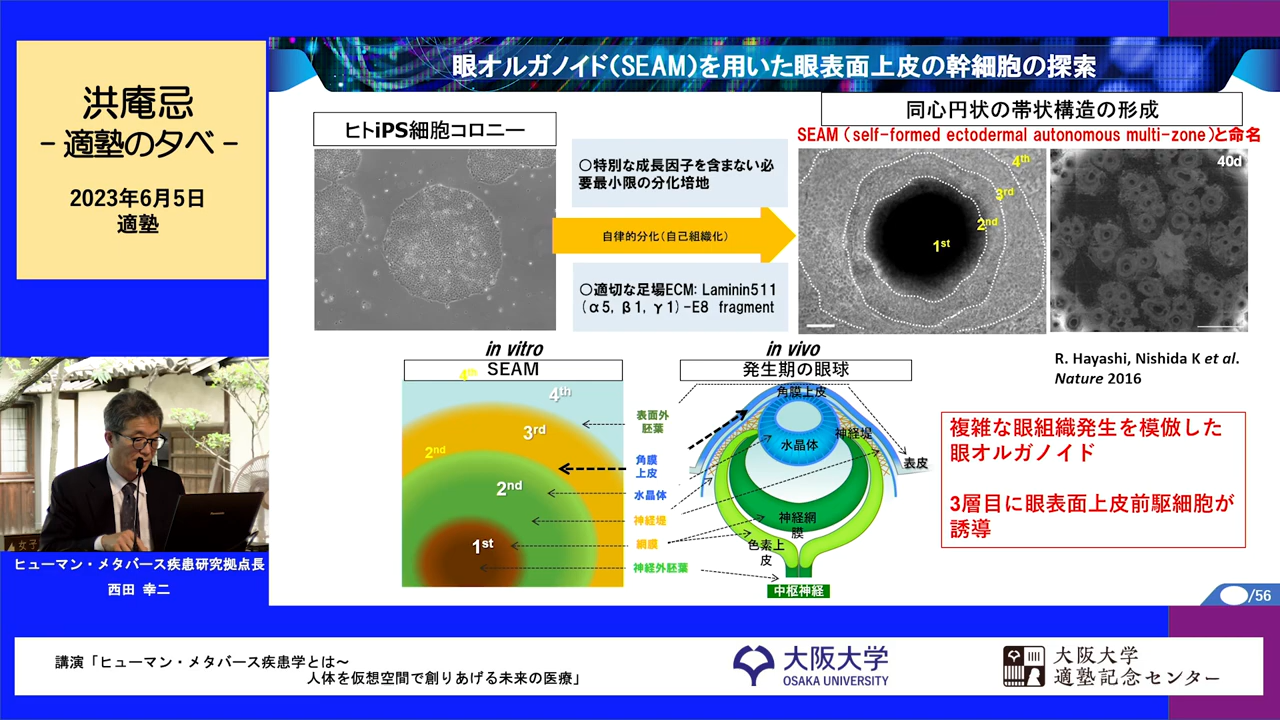 洪庵忌
- 適塾の夕べ -
2023年6月5日
適塾
眼オルガノイド(SEAM)を用いた眼表面上皮の幹細胞の探索
ヒトiPS細胞コロニー
○特別な成長因子を含まない必
要最小限の分化培地
自律的分化(自己組織化)
○適切な足場ECM: Laminin511
(α5, β1, γ1)-E8 fragment
同心円状の帯状構造の形成
SEAM (self-formed ectodermal autonomous multi-zone)と命名
4th
3rd
2nd
1st
40d
in vitro
SEAM
4th
4th
3rd
2nd
2nd
1st
表面外
胚葉
角膜
上皮
水晶体
神経堤
網膜
神経外胚葉
in vivo
発生期の眼球
角膜上皮
神経堤
水晶体
表皮
神経網
膜
色素上
皮
中枢神経
R. Hayashi, Nishida K et al.
Nature 2016
複雑な眼組織発生を模倣した
眼オルガノイド
3層目に眼表面上皮前駆細胞が
誘導
/56
ヒューマン・メタバース疾患研究拠点長
西田 幸二
講演「ヒューマン・メタバース疾患学とは～
人体を仮想空間で創りあげる未来の医療」
大阪大学
OSAKA UNIVERSITY
大阪大学
適塾記念センター